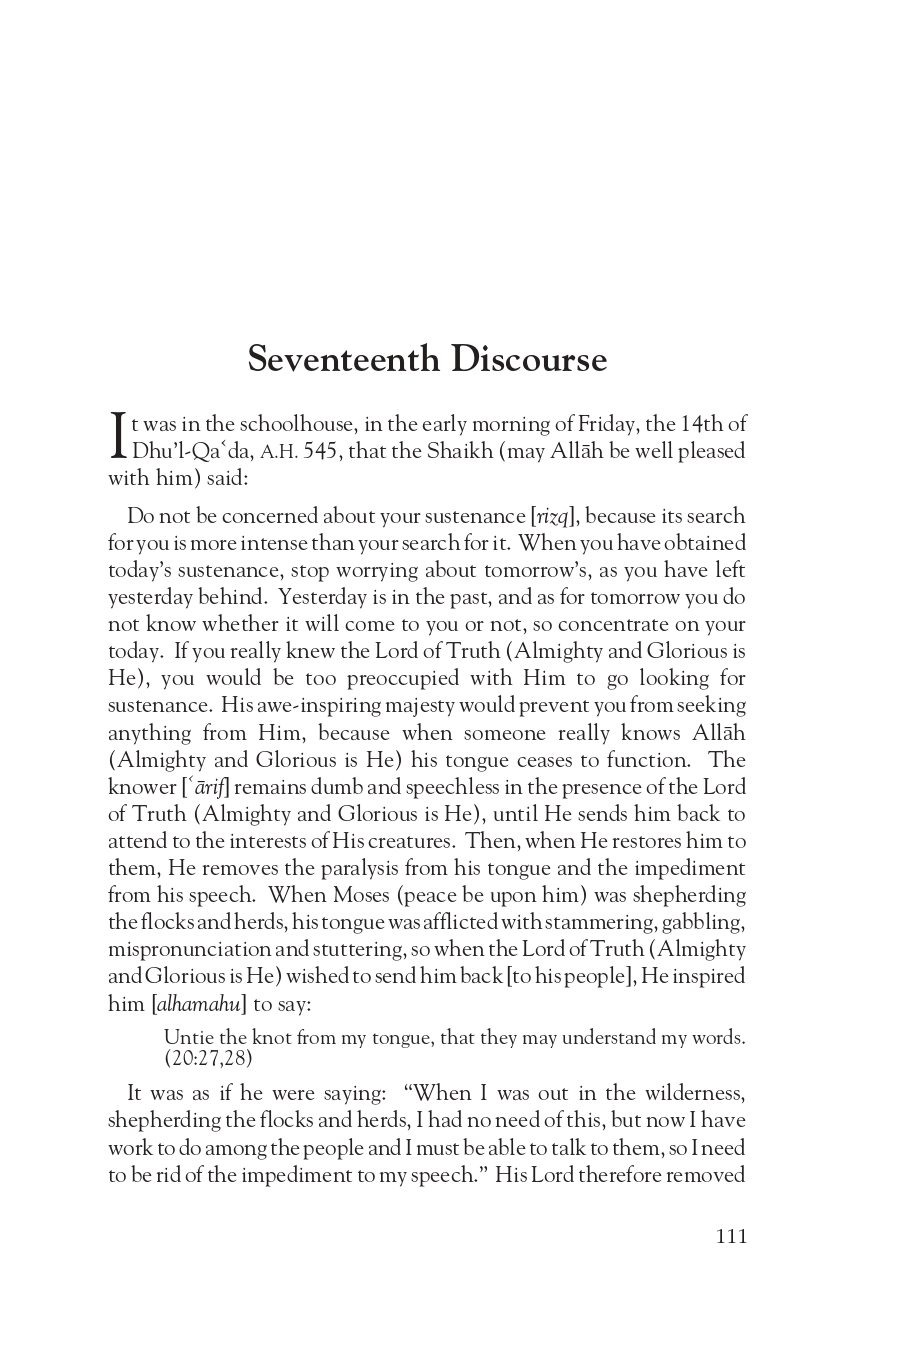 Seventeenth Discourse
It was in the schoolhouse, in the early morning of Friday, the 14th of
Dhu’l-Qaʿda, A.H. 545, that the Shaikh (may Allāh be well pleased
with him) said:
Do not be concerned about your sustenance [rizq], because its search
for you is more intense than your search for it. When you have obtained
today’s sustenance, stop worrying about tomorrow’s, as you have left
yesterday behind. Yesterday is in the past, and as for tomorrow you do
not know whether it will come to you or not, so concentrate on your
today. If you really knew the Lord of Truth (Almighty and Glorious is
He), you would be too preoccupied with Him to go looking for
sustenance. His awe-inspiring majesty would prevent you from seeking
anything from Him, because when someone really knows Allāh
(Almighty and Glorious is He) his tongue ceases to function. The
knower [ʿārif] remains dumb and speechless in the presence of the Lord
of Truth (Almighty and Glorious is He), until He sends him back to
attend to the interests of His creatures. Then, when He restores him to
them, He removes the paralysis from his tongue and the impediment
from his speech. When Moses (peace be upon him) was shepherding
the flocks and herds, his tongue was afflicted with stammering, gabbling,
mispronunciation and stuttering, so when the Lord of Truth (Almighty
and Glorious is He) wished to send him back [to his people], He inspired
him [alhamahu] to say:
Untie the knot from my tongue, that they may understand my words.
(20:27,28)
It was as if he were saying: “When I was out in the wilderness,
shepherding the flocks and herds, I had no need of this, but now I have
work to do among the people and I must be able to talk to them, so I need
to be rid of the impediment to my speech.” His Lord therefore removed
111